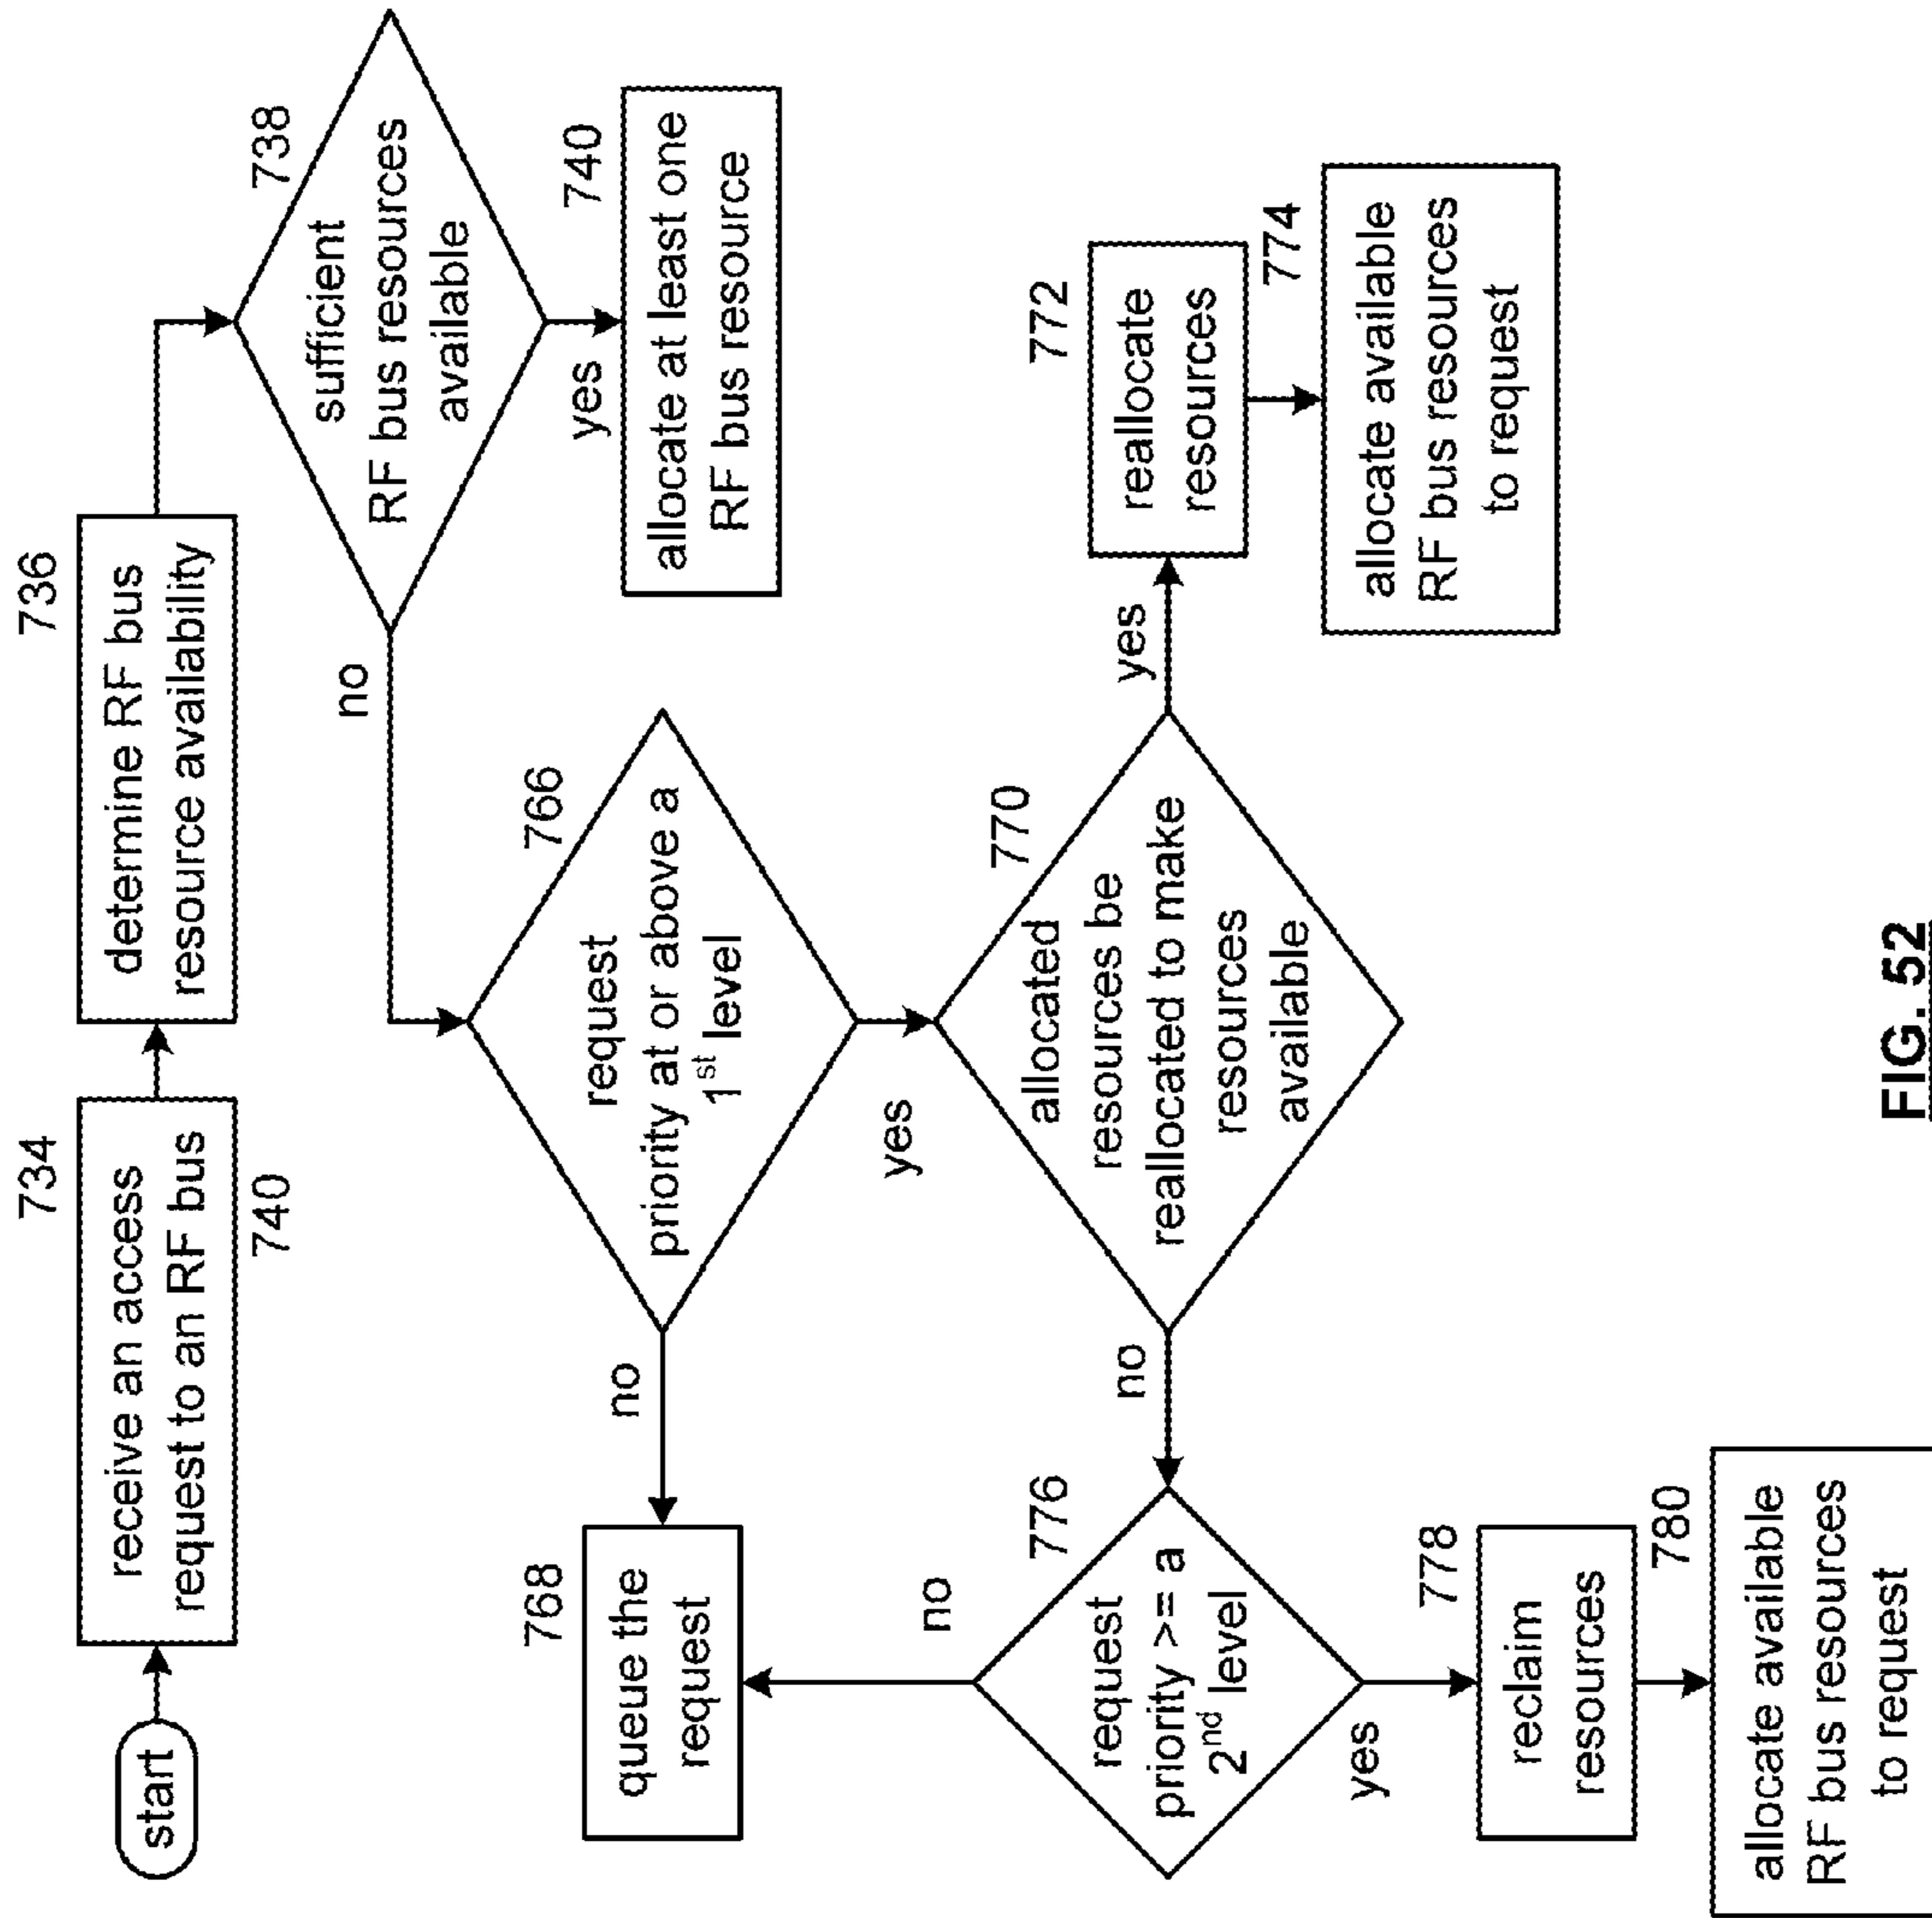 start
734
receive an access
request to an RF bus
740
736
determine RF bus
resource availability
738
sufficient
RF bus resources
available
yes
740
allocate at least one
RF bus resource
no
766
request
priority at or above a
1st level
no
768
queue the
request
yes
770
allocated
resources be
reallocated to make
resources
available
yes
772
reallocate
resources
774
allocate available
RF bus resources
to request
no
776
request
priority >= a
2nd level
no
yes
778
reclaim
resources
780
allocate available
RF bus resources
to request
FIG. 52